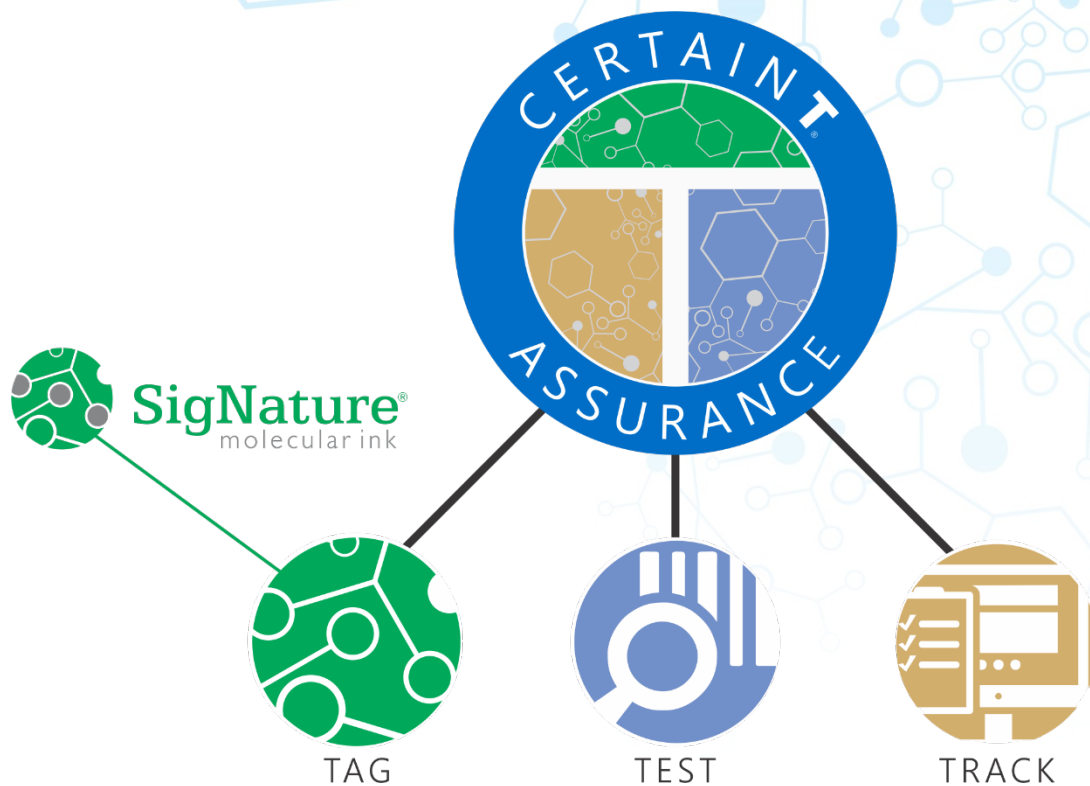 CERTAINT®
ASSURANCE
SigNature®
molecular ink
TAG
TEST
TRACK